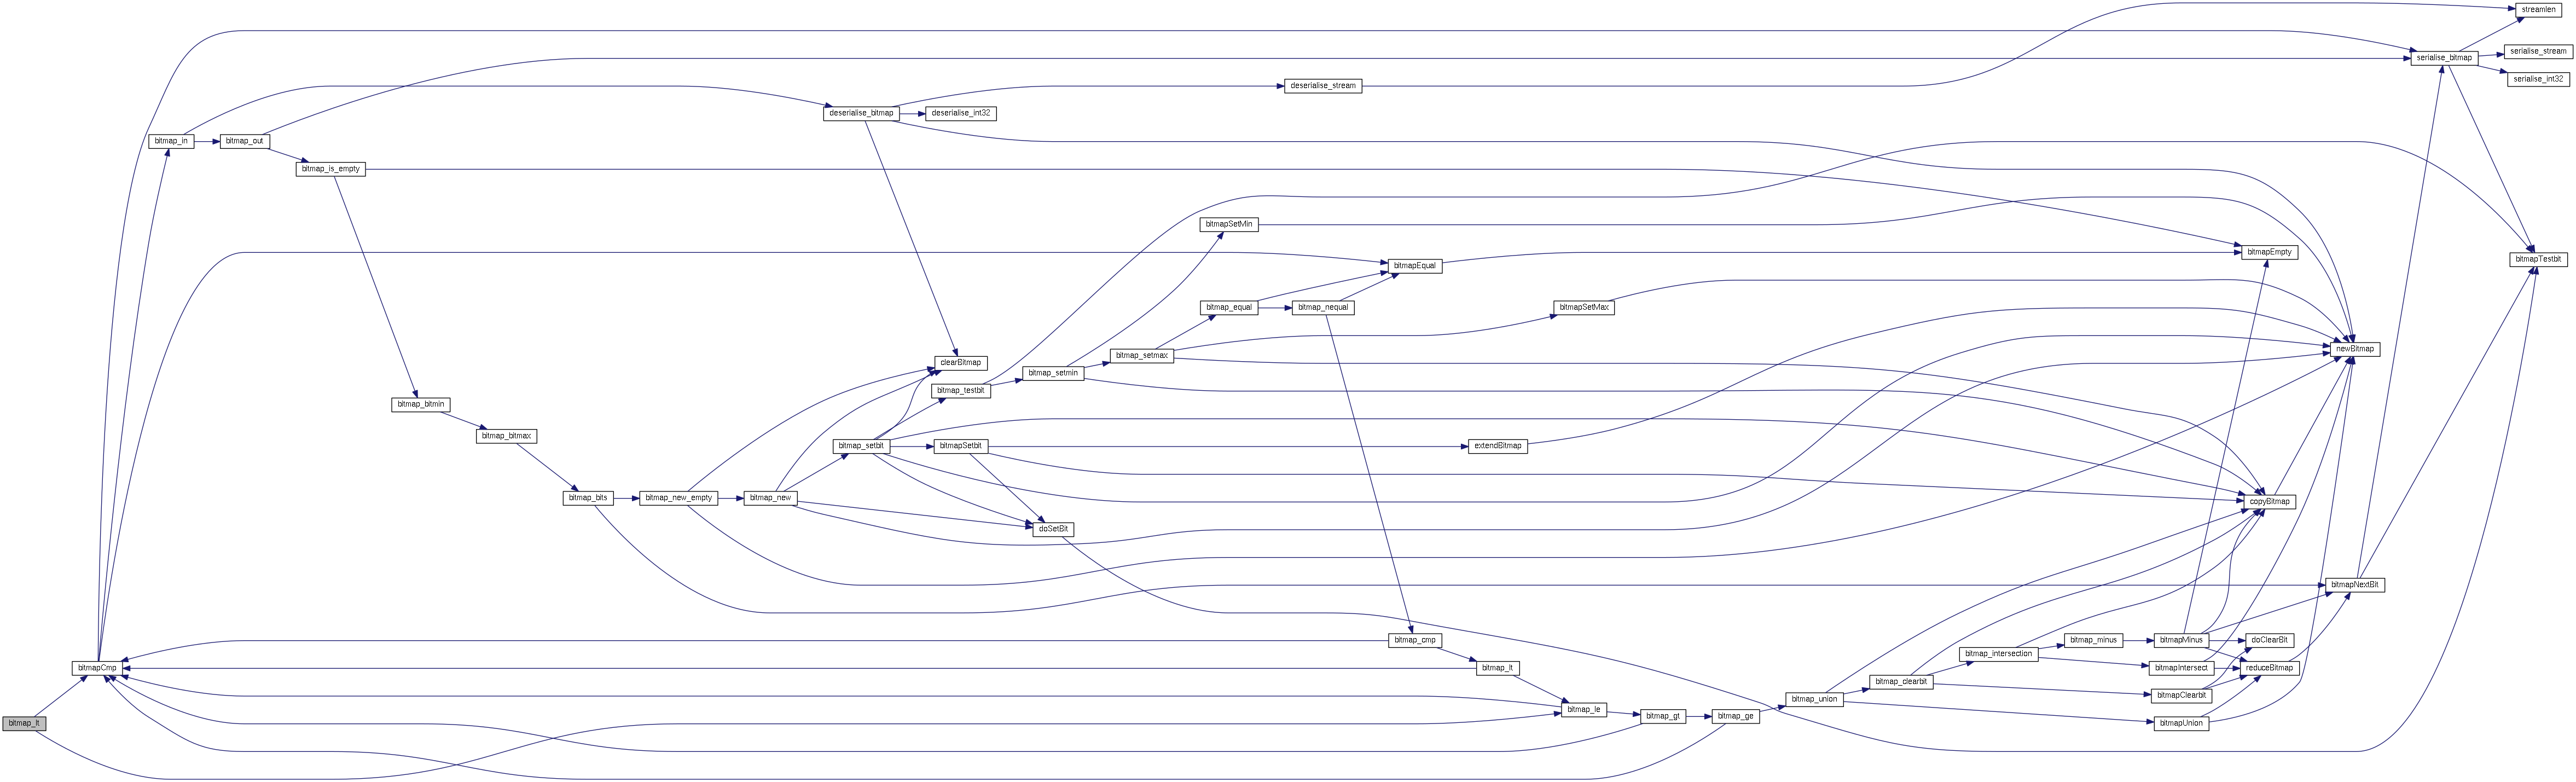 streamlen
serialise_stream
serialise_bitmap
serialise_int32
deserialise_stream
deserialise_bitmap
deserialise_int32
bitmap_in
bitmap_out
bitmap_is_empty
bitmapSetMin
bitmapEmpty
bitmapTestbit
bitmapEqual
bitmap_equal
bitmap_nequal
bitmapSetMax
newBitmap
bitmap_setmax
clearBitmap
bitmap_setmin
bitmap_testbit
bitmap_bitmin
bitmap_bitmax
bitmap_setbit
bitmapSetbit
extendBitmap
bitmap_bits
bitmap_new_empty
bitmap_new
copyBitmap
doSetBit
bitmapNextBit
bitmap_cmp
bitmap_minus
bitmapMinus
doClearBit
bitmap_intersection
bitmapCmp
bitmap_lt
bitmapIntersect
reduceBitmap
bitmap_clearbit
bitmapClearbit
bitmap_union
bitmap_le
bitmap_gt
bitmap_ge
bitmapUnion
bitmap_lt